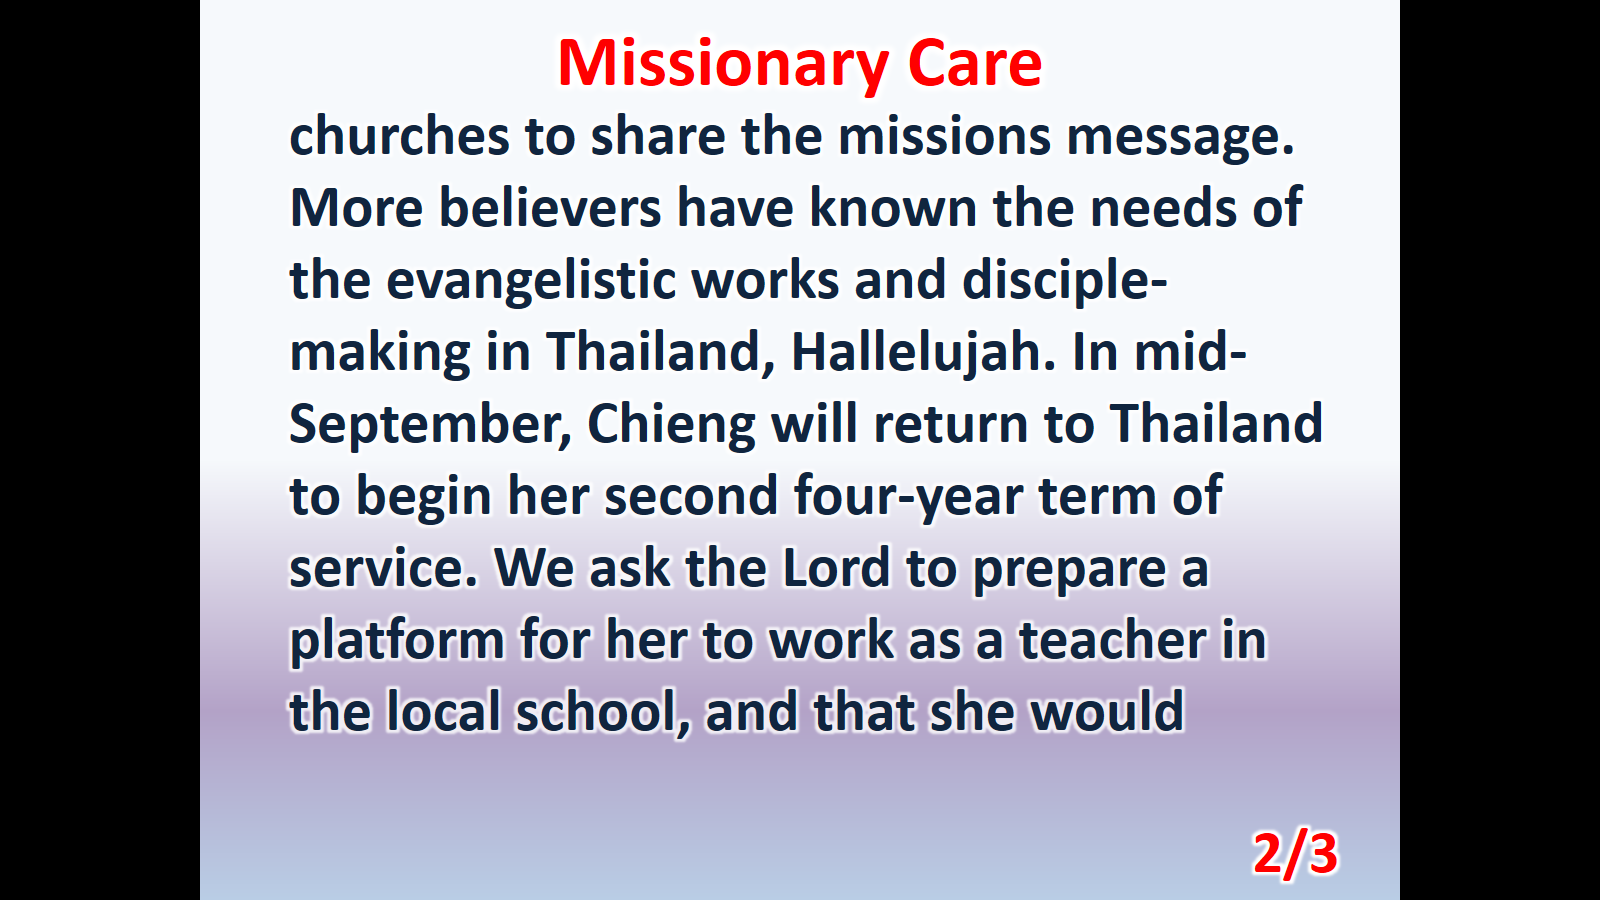 Missionary Care
churches to share the missions message.
More believers have known the needs of
the evangelistic works and disciple-
making in Thailand, Hallelujah. In mid-
September, Chieng will return to Thailand
to begin her second four-year term of
service. We ask the Lord to prepare a
platform for her to work as a teacher in
the local school, and that she would
2/3